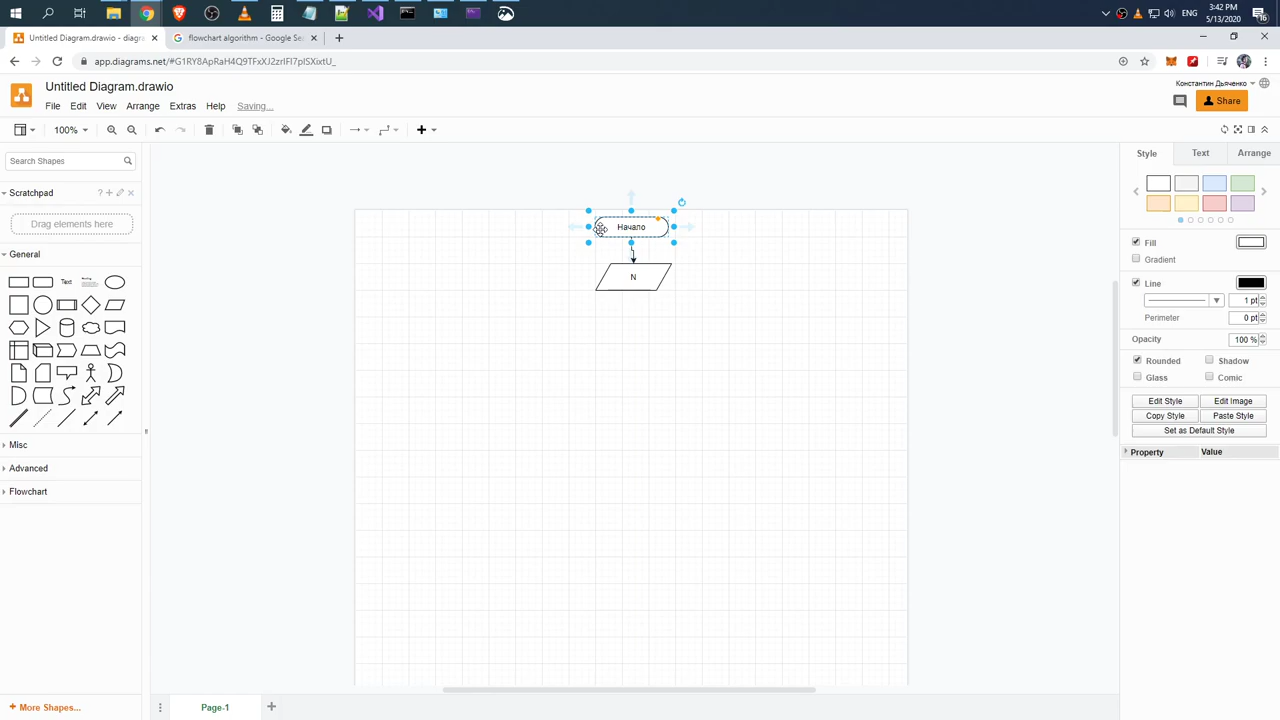 3:42 PM
ENG
5/13/2020
16
Untitled Diagram.drawio - diagra
flowchart algorithm - Google Se
app.diagrams.net/#G1RY8ApRaH4Q9TFxXJ2zrIFI7pISXixtU_
Untitled Diagram.drawio
Константин Дьяченко
File Edit View Arrange Extras Help Saving...
Share
100%
Search Shapes
Scratchpad
Drag elements here
General
Text
Misc
Advanced
Flowchart
More Shapes...
Начало
N
Page-1
Style Text Arrange
Fill
Gradient
Line
1 pt
Perimeter 0 pt
Opacity 100 %
Rounded Shadow
Glass Comic
Edit Style Edit Image
Copy Style Paste Style
Set as Default Style
Property Value